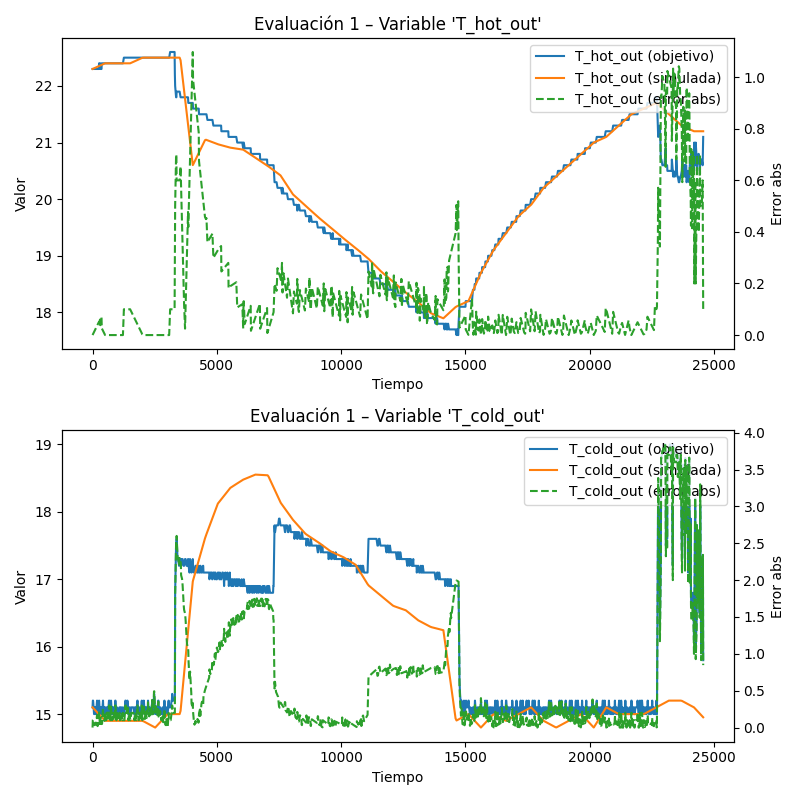 Evaluación 1 – Variable 'T_hot_out'
T_hot_out (objetivo)
T_hot_out (simulada)
T_hot_out (error abs)
22
21
20
19
18
Valor
1.0
0.8
0.6
0.4
0.2
0.0
Error abs
0
5000
10000
15000
20000
25000
Tiempo
Evaluación 1 – Variable 'T_cold_out'
T_cold_out (objetivo)
T_cold_out (simulada)
T_cold_out (error abs)
19
18
17
16
15
Valor
4.0
3.5
3.0
2.5
2.0
1.5
1.0
0.5
0.0
Error abs
0
5000
10000
15000
20000
25000
Tiempo